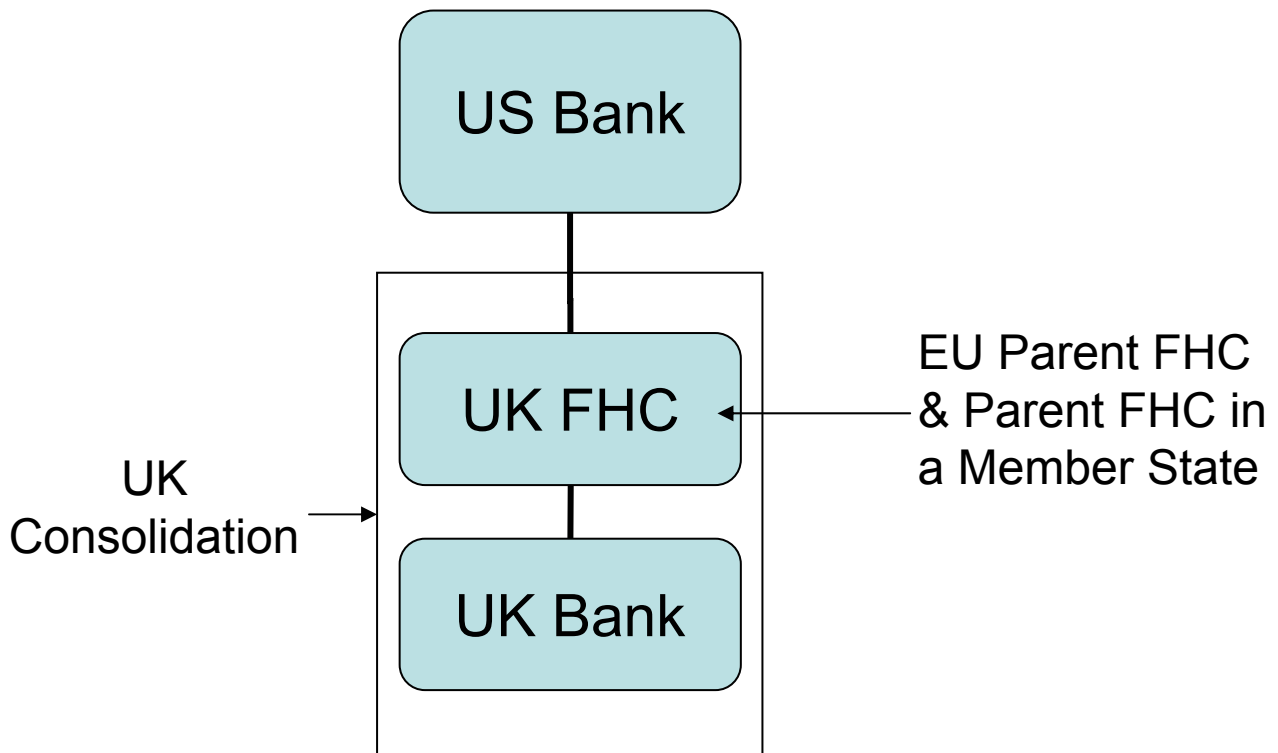 US Bank
UK FHC
EU Parent FHC
& Parent FHC in
a Member State
UK
Consolidation
UK Bank